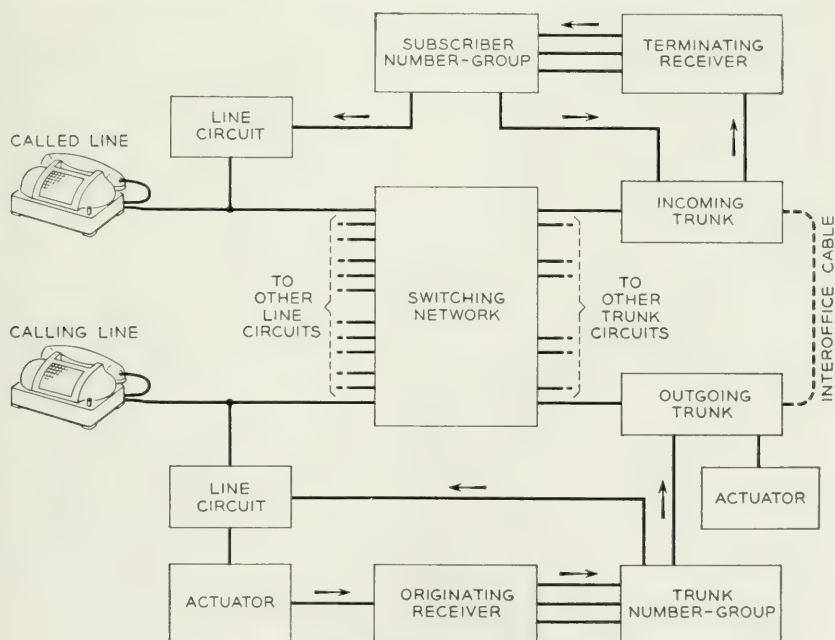 SUBSCRIBER
NUMBER-GROUP
TERMINATING
RECEIVER
LINE
CIRCUIT
CALLED LINE
INCOMING
TRUNK
TO
OTHER
LINE
CIRCUITS
SWITCHING
NETWORK
TO
OTHER
TRUNK
CIRCUITS
INTEROFFICE CABLE
CALLING LINE
OUTGOING
TRUNK
LINE
CIRCUIT
ACTUATOR
ACTUATOR
ORIGINATING
RECEIVER
TRUNK
NUMBER-GROUP